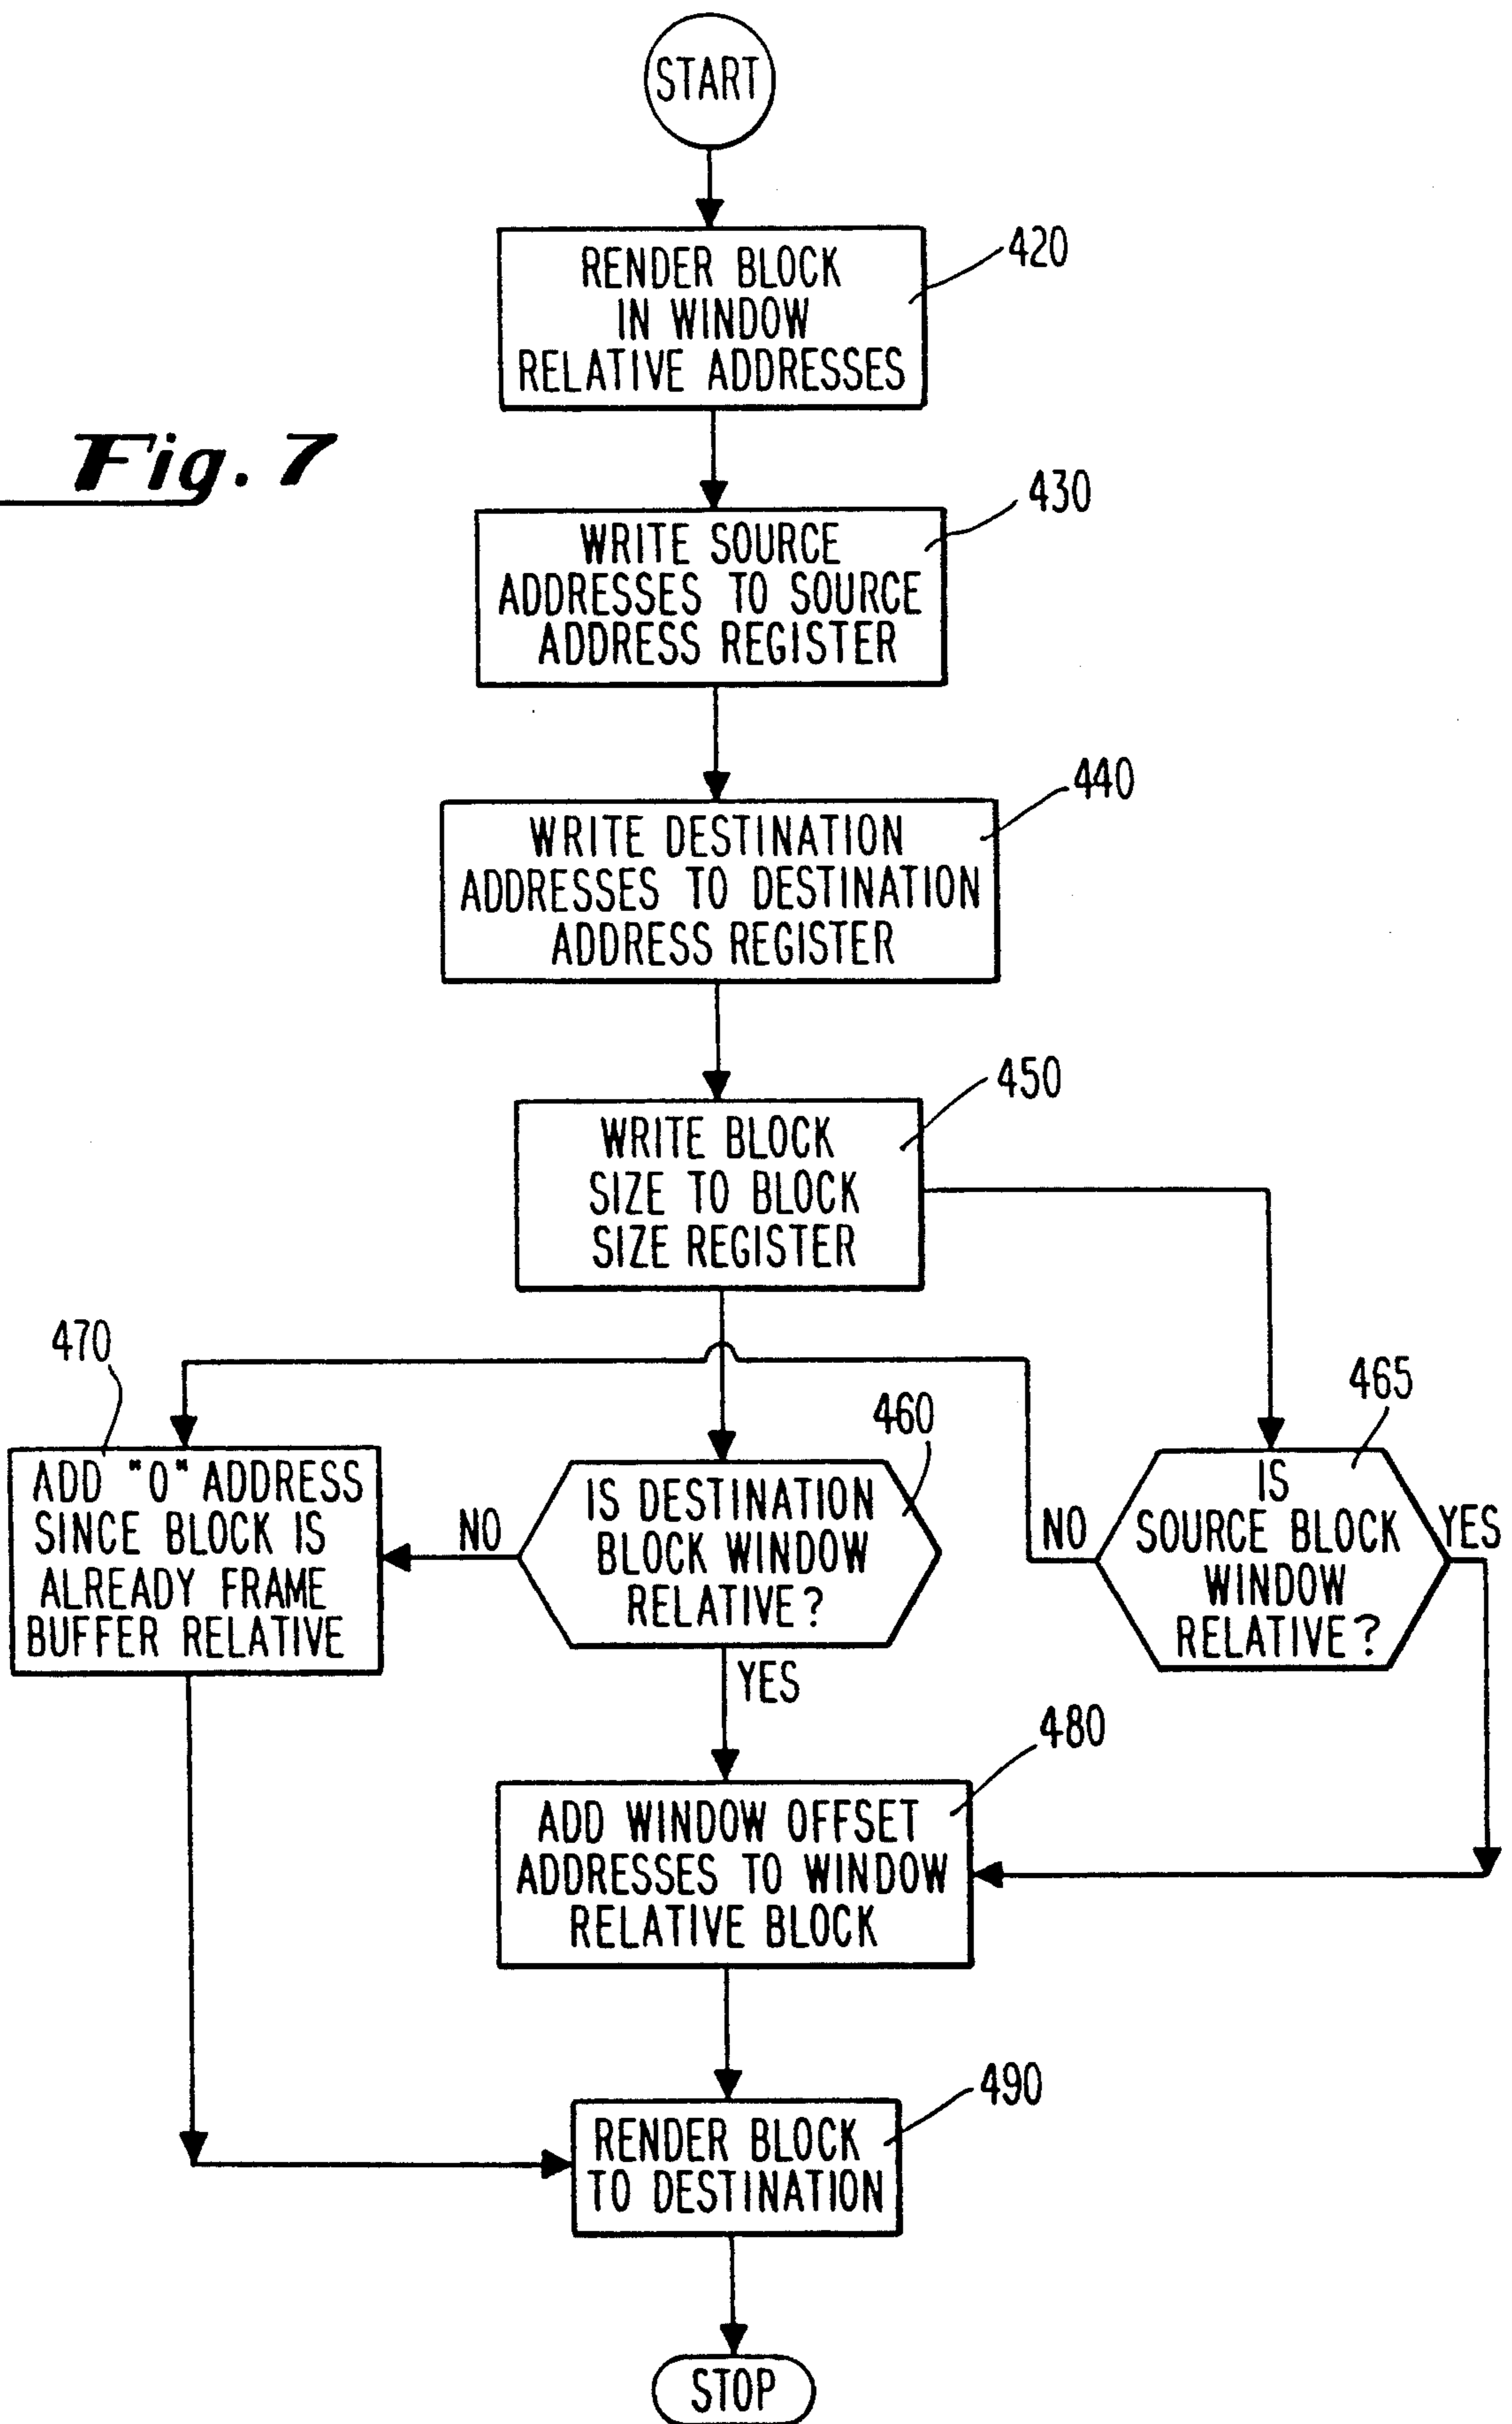 START
RENDER BLOCK
IN WINDOW
RELATIVE ADDRESSES
420
Fig. 7
WRITE SOURCE
ADDRESSES TO SOURCE
ADDRESS REGISTER
430
WRITE DESTINATION
ADDRESSES TO DESTINATION
ADDRESS REGISTER
440
WRITE BLOCK
SIZE TO BLOCK
SIZE REGISTER
450
470
ADD "0" ADDRESS
SINCE BLOCK IS
ALREADY FRAME
BUFFER RELATIVE
NO
460
IS DESTINATION
BLOCK WINDOW
RELATIVE?
YES
465
NO
IS
SOURCE BLOCK
WINDOW
RELATIVE?
YES
480
ADD WINDOW OFFSET
ADDRESSES TO WINDOW
RELATIVE BLOCK
490
RENDER BLOCK
TO DESTINATION
STOP